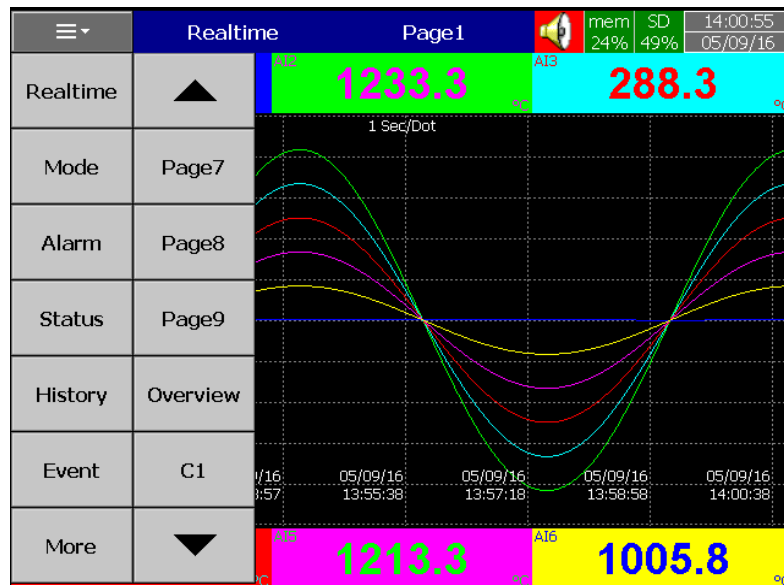 Realtime Page1 mem SD 14:00:55
24% 49% 05/09/16
Realtime
Mode Page7
Alarm Page8
Status Page9
History Overview
Event C1
More
AI2 1233.3 °C
AI3 288.3 °C
1 Sec/Dot
/16 05/09/16 05/09/16 05/09/16 05/09/16
:57 13:55:38 13:57:18 13:58:58 14:00:38
°C
AI5 1213.3 °C
AI6 1005.8 °C